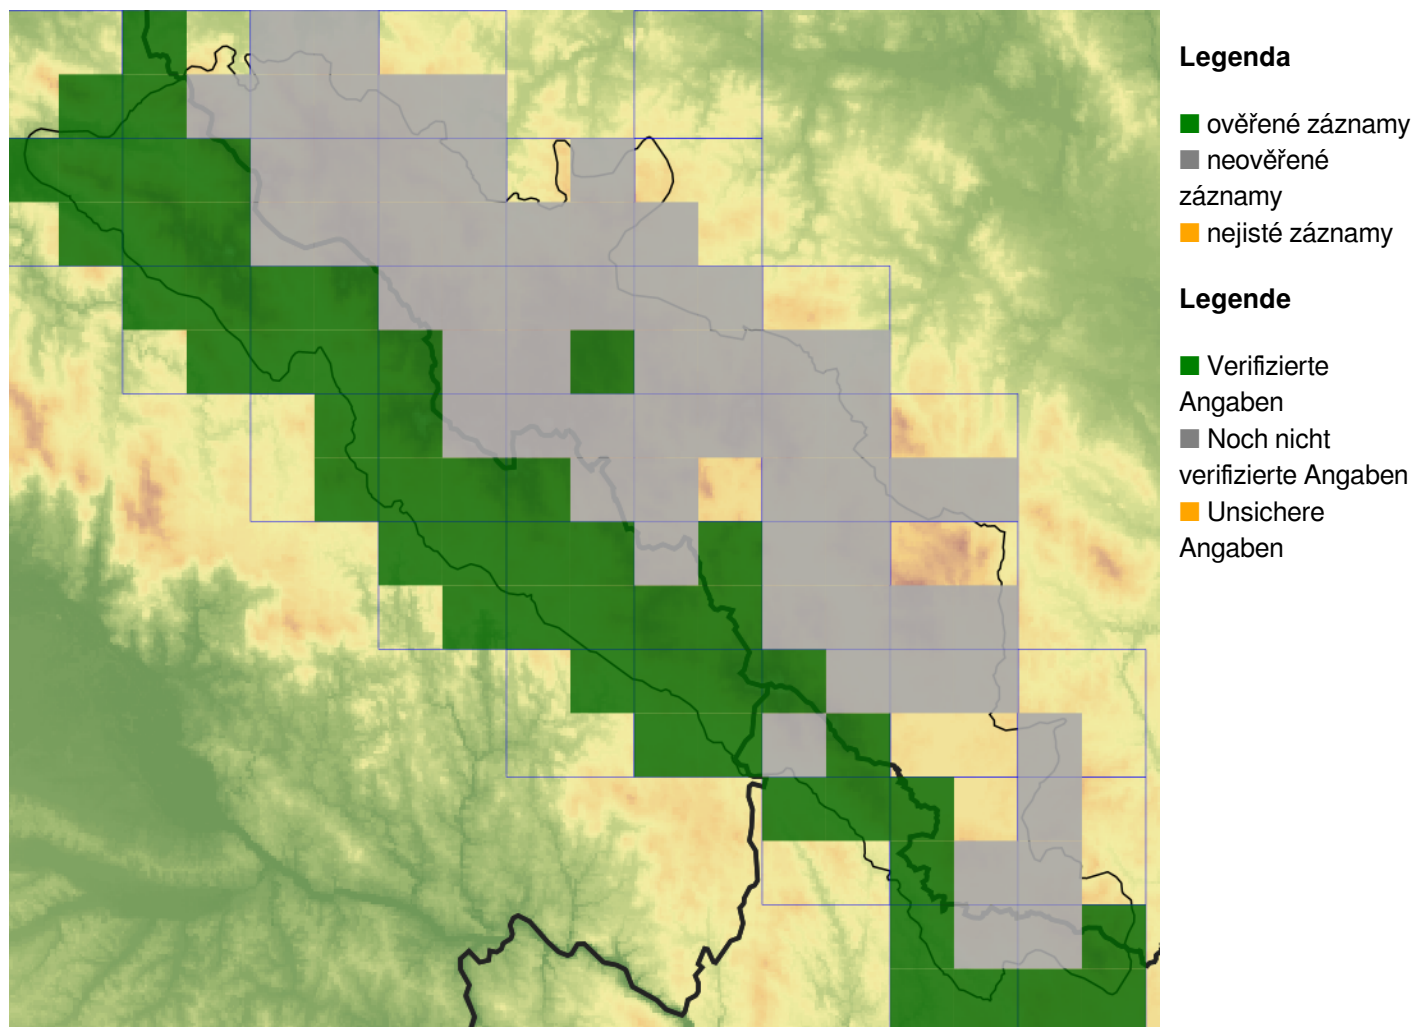 Legenda
ověřené záznamy
neověřené
záznamy
nejisté záznamy
Legende
Verifizierte
Angaben
Noch nicht
verifizierte Angaben
Unsichere
Angaben